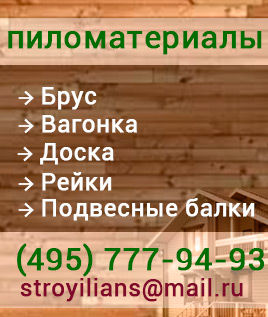 пиломатериалы
→ Брус
→ Вагонка
→ Доска
→ Рейки
→ Подвесные балки
(495) 777-94-93
stroyilians@mail.ru